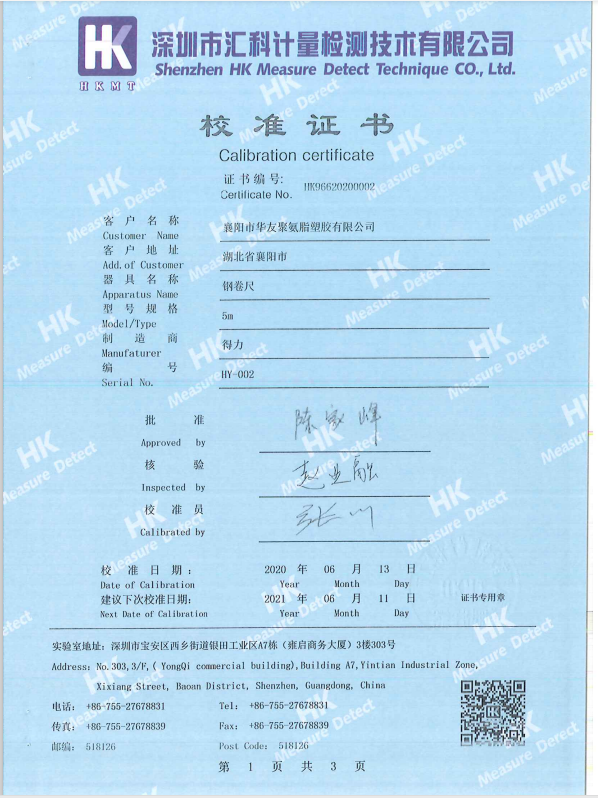 HK
HKMT
深圳市汇科计量检测技术有限公司
Shenzhen HK Measure Detect Technique CO., Ltd.
校准证书
Calibration certificate
证书编号:
Certificate No.
HK96620200002
客户名称
Customer Name
襄阳市华友聚氨脂塑胶有限公司
客户地址
Add.of Customer
湖北省襄阳市
器具名称
Apparatus Name
钢卷尺
型号规格
Model/Type
5m
制造商
Manufaturer
得力
编号
Serial No.
HY-002
批准
Approved by
陈家峰
核验
Inspected by
赵亚融
校准员
Calibrated by
张川
校准日期: 2020 年 06 月 13 日
Date of Calibration Year Month Day
建议下次校准日期: 2021 年 06 月 11 日 证书专用章
Next Date of Calibration Year Month Day
实验室地址: 深圳市宝安区西乡街道银田工业区A7栋(雍启商务大厦)3楼303号
Address: No.303,3/F,( YongQi commercial building),Building A7,Yintian Industrial Zone,
Xixiang Street, Baoan District, Shenzhen, Guangdong, China
电话: +86-755-27678831 Tel: +86-755-27678831
传真: +86-755-27678839 Fax: +86-755-27678839
邮编: 518126 Post Code: 518126
第 1 页 共 3 页
HK
Measure Detect